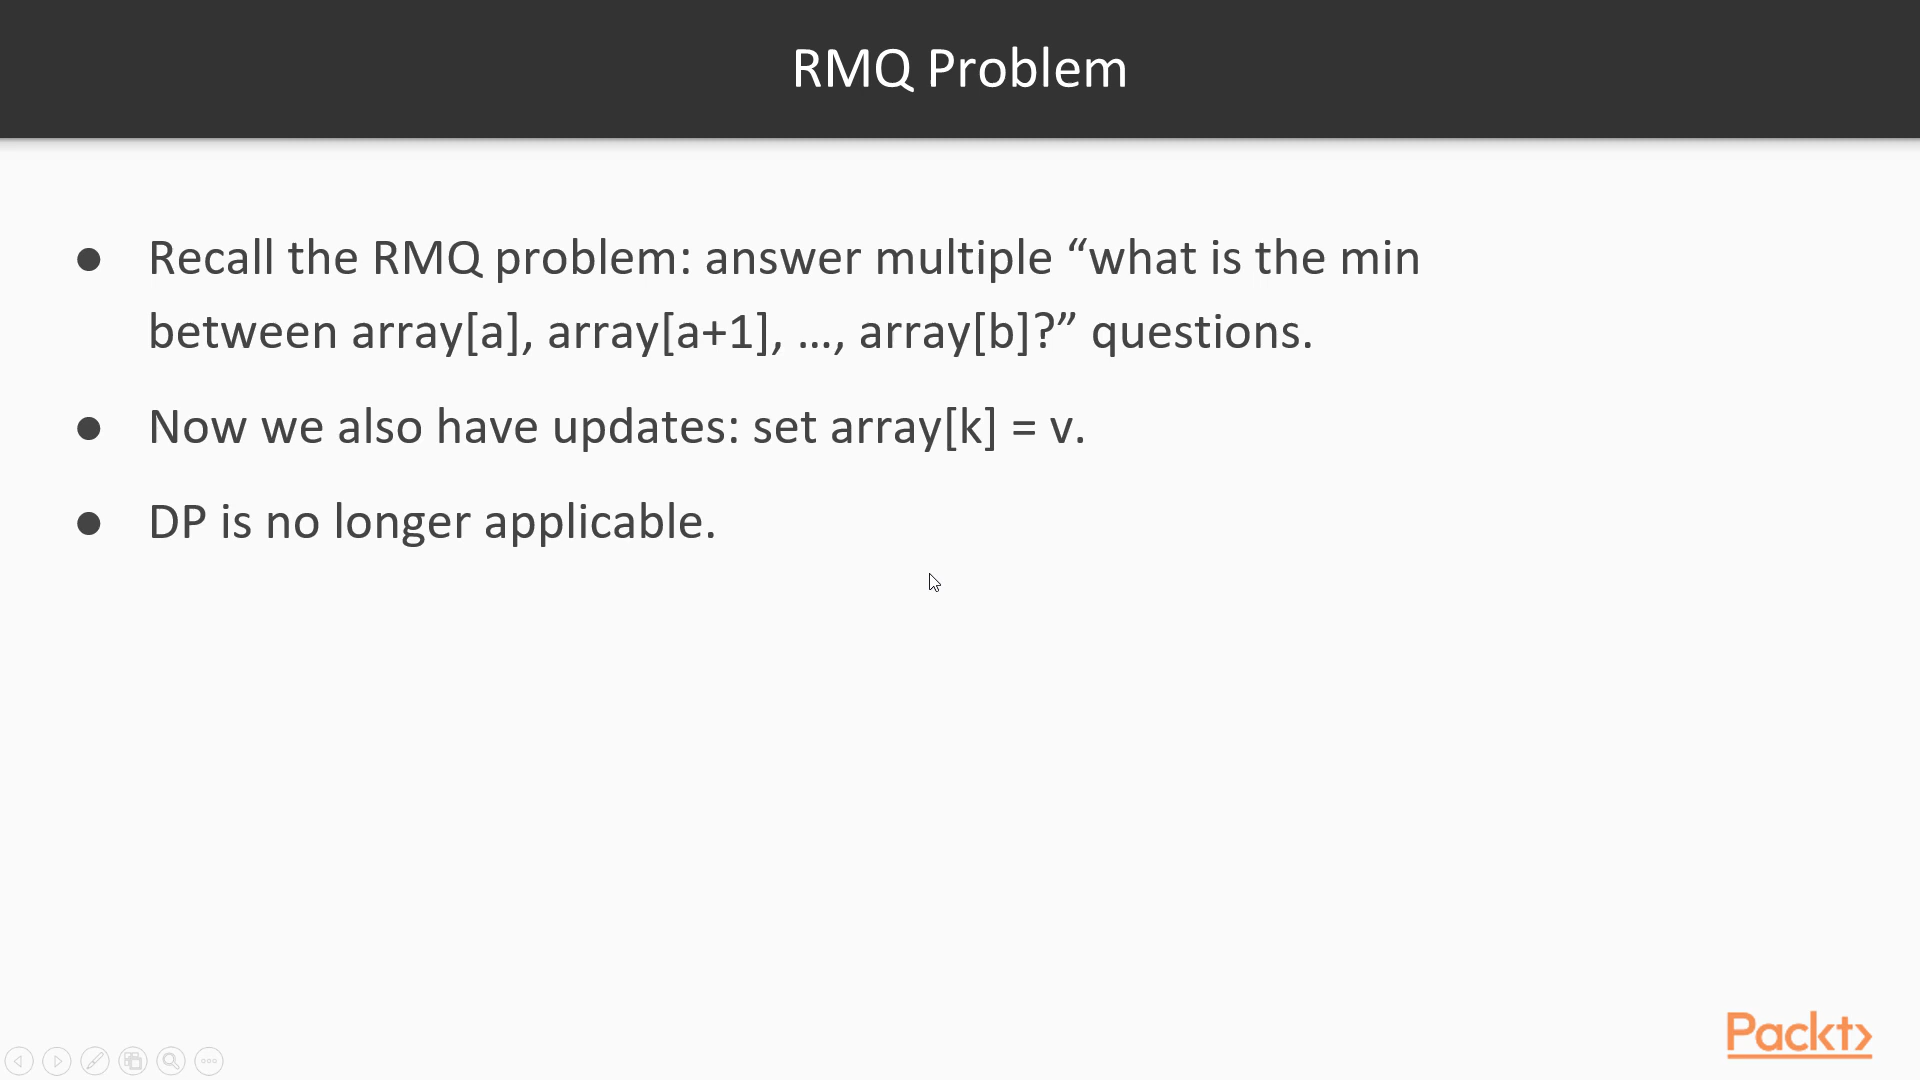 RMQ Problem
● Recall the RMQ problem: answer multiple “what is the min
between array[a], array[a+1], ..., array[b]?” questions.
● Now we also have updates: set array[k] = v.
● DP is no longer applicable.
Packt>